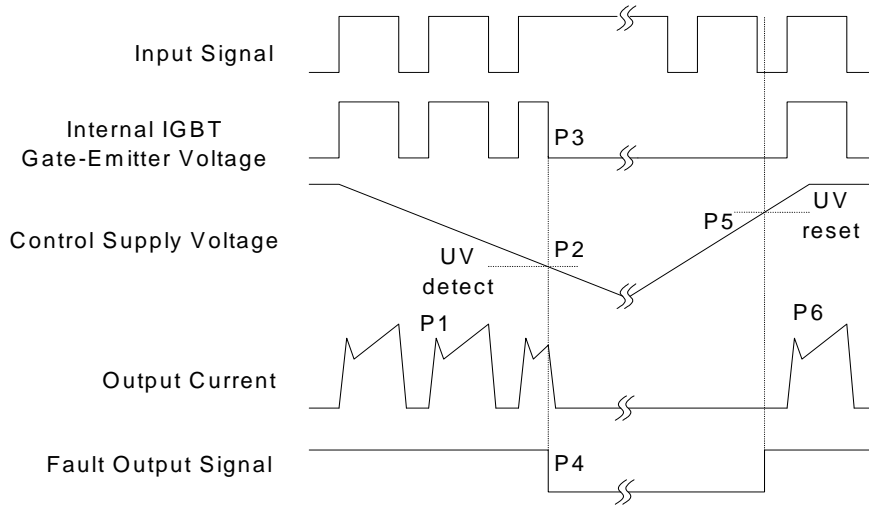 Input Signal
Internal IGBT
Gate-Emitter Voltage
P3
Control Supply Voltage
UV
detect
P2
P5
UV
reset
P1
P6
Output Current
Fault Output Signal
P4